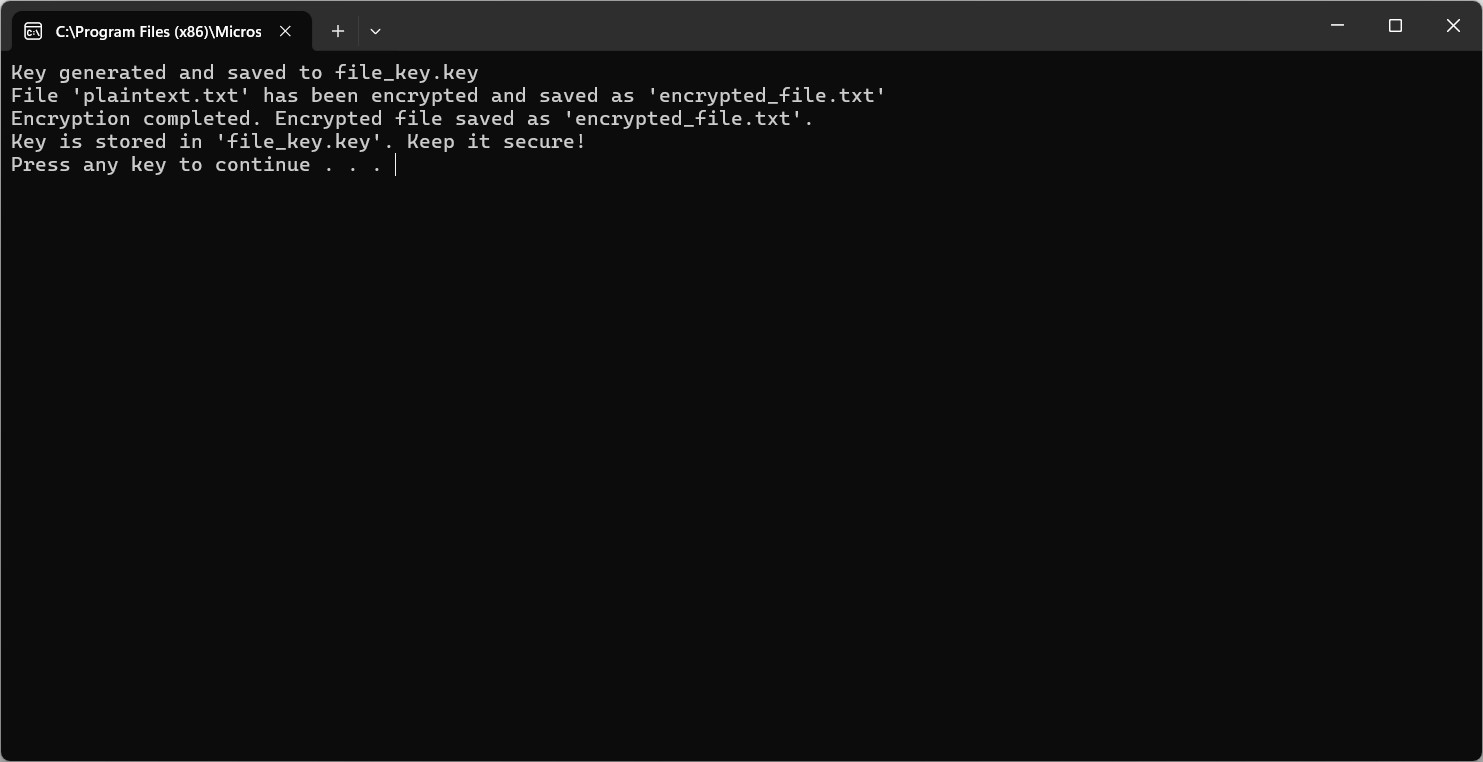 C:\Program Files (x86)\Micros
Key generated and saved to file_key.key
File 'plaintext.txt' has been encrypted and saved as 'encrypted_file.txt'
Encryption completed. Encrypted file saved as 'encrypted_file.txt'.
Key is stored in 'file_key.key'. Keep it secure!
Press any key to continue . . .